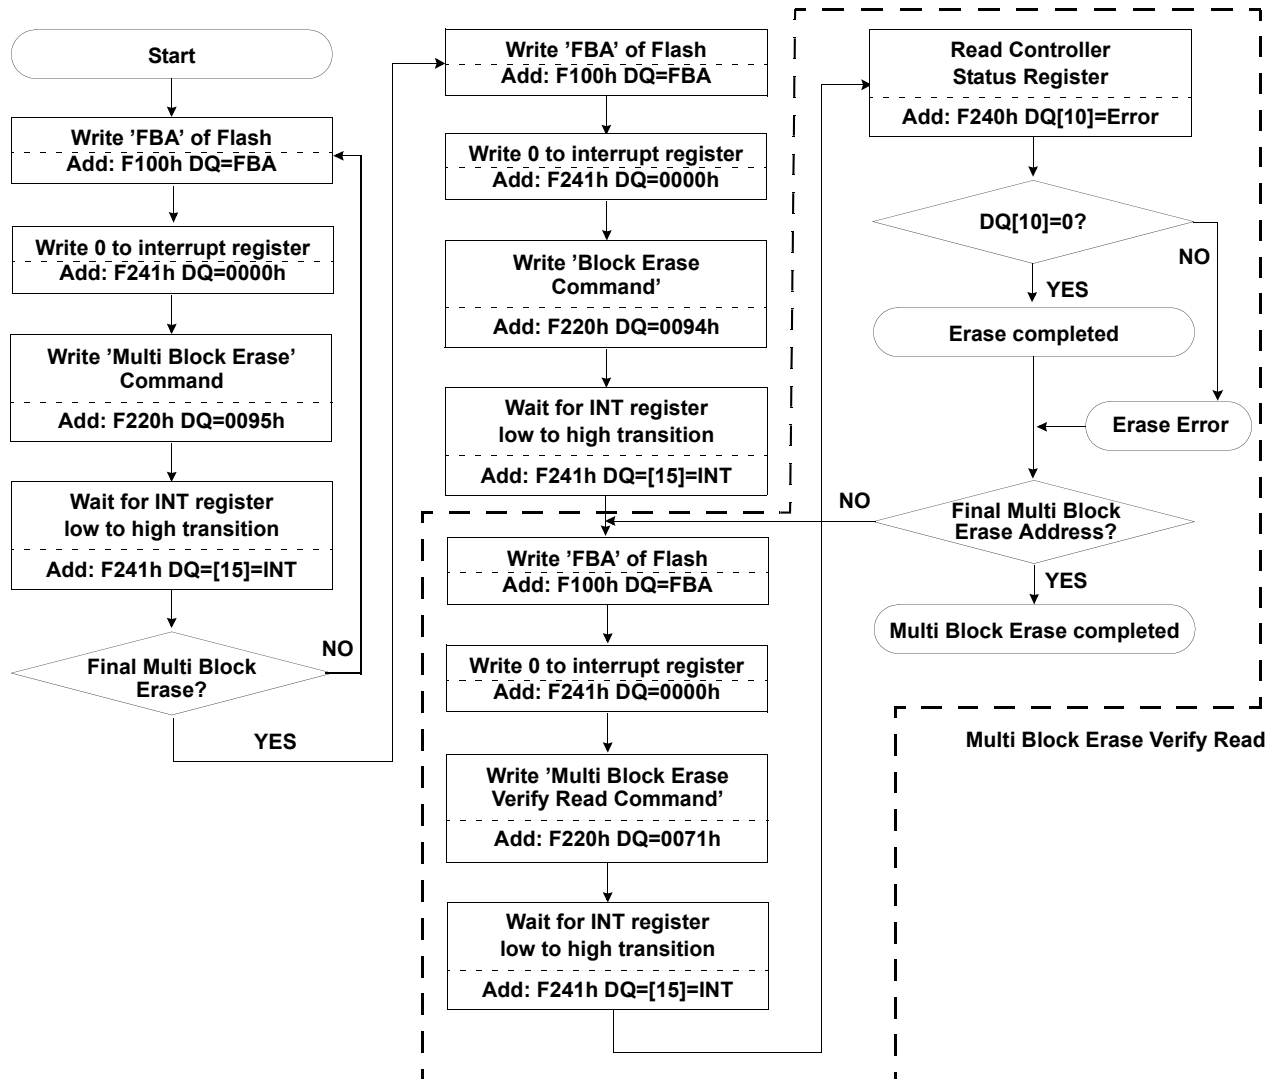 Start
Write ’FBA’ of Flash
Add: F100h DQ=FBA
Write 0 to interrupt register
Add: F241h DQ=0000h
Write ’Multi Block Erase’
Command
Add: F220h DQ=0095h
Wait for INT register
low to high transition
Add: F241h DQ=[15]=INT
Final Multi Block
Erase?
NO
YES
Write ’FBA’ of Flash
Add: F100h DQ=FBA
Write 0 to interrupt register
Add: F241h DQ=0000h
Write ’Block Erase
Command’
Add: F220h DQ=0094h
Wait for INT register
low to high transition
Add: F241h DQ=[15]=INT
Write ’FBA’ of Flash
Add: F100h DQ=FBA
Write 0 to interrupt register
Add: F241h DQ=0000h
Write ’Multi Block Erase
Verify Read Command’
Add: F220h DQ=0071h
Wait for INT register
low to high transition
Add: F241h DQ=[15]=INT
Read Controller
Status Register
Add: F240h DQ[10]=Error
DQ[10]=0?
NO
YES
Erase completed
Erase Error
Final Multi Block
Erase Address?
NO
YES
Multi Block Erase completed
Multi Block Erase Verify Read